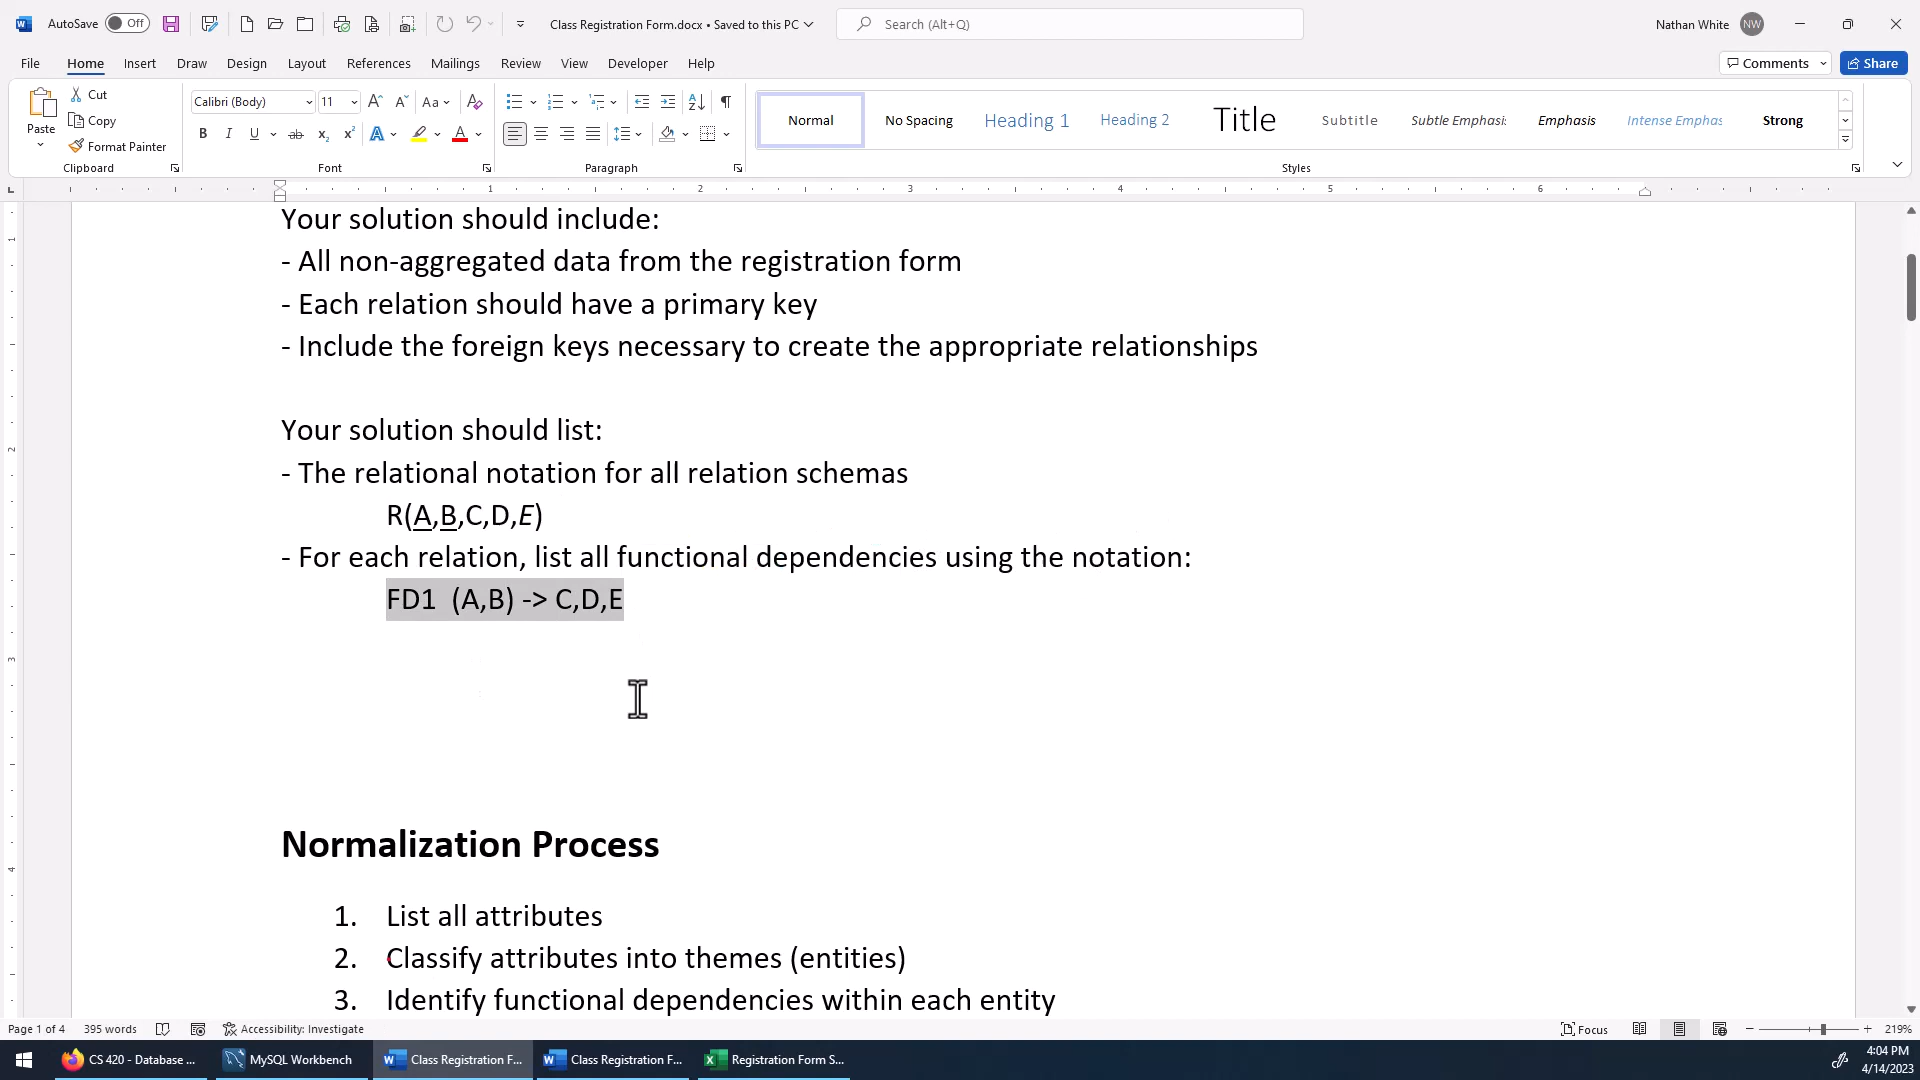 AutoSave Off Class Registration Form.docx • Saved to this PC Search (Alt+Q) Nathan White NW
File Home Insert Draw Design Layout References Mailings Review View Developer Help Comments Share
Paste Cut Copy Format Painter Clipboard
Calibri (Body) 11 Aa Font
Paragraph
Normal No Spacing Heading 1 Heading 2 Title Subtitle Subtle Emphasis Emphasis Intense Emphas Strong
Styles
1 2 3 4 5 6
Your solution should include:
- All non-aggregated data from the registration form
- Each relation should have a primary key
- Include the foreign keys necessary to create the appropriate relationships
Your solution should list:
- The relational notation for all relation schemas
R(A,B,C,D,E)
- For each relation, list all functional dependencies using the notation:
FD1 (A,B) -> C,D,E
Normalization Process
1. List all attributes
2. Classify attributes into themes (entities)
3. Identify functional dependencies within each entity
Page 1 of 4 395 words Accessibility: Investigate Focus 219%
CS 420 - Database ... MySQL Workbench Class Registration F... Class Registration F... Registration Form S... 4:04 PM
4/14/2023